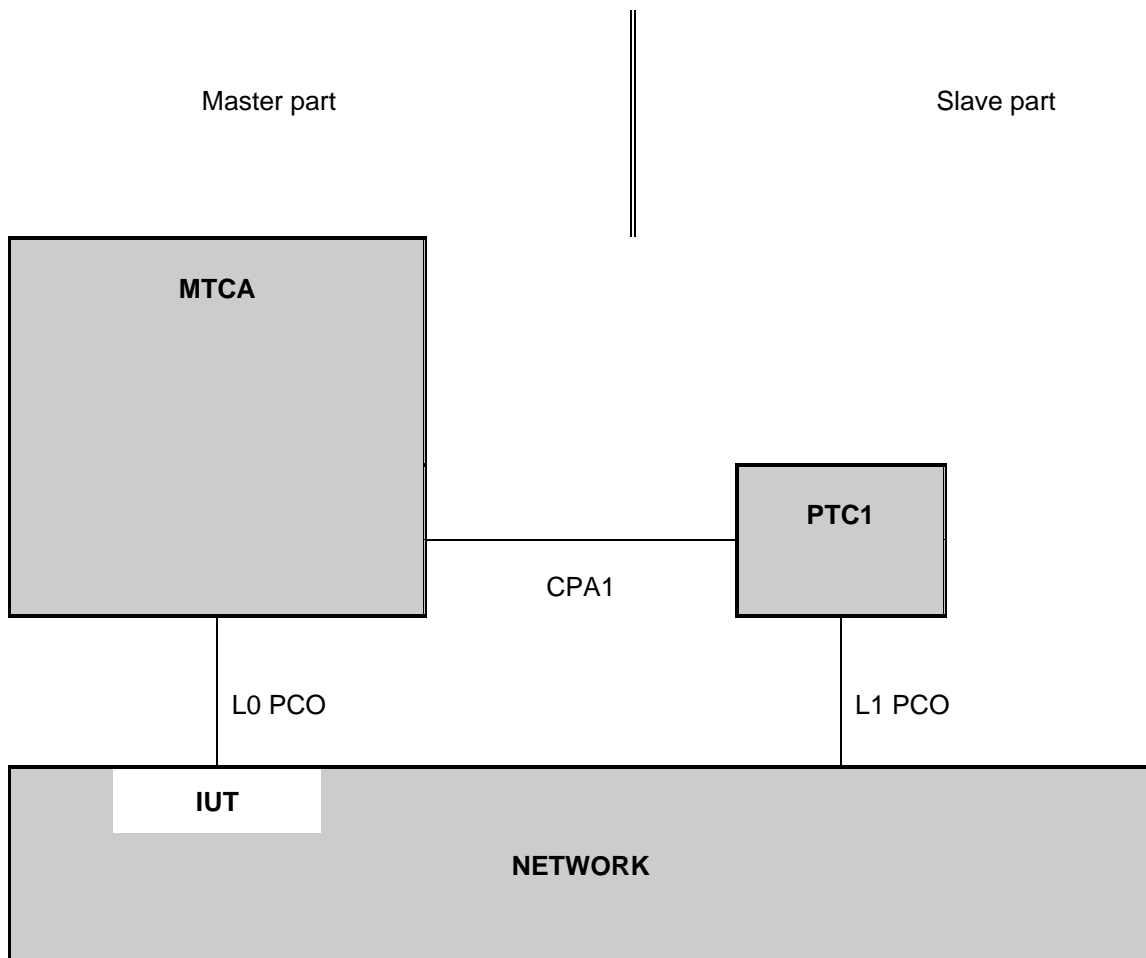 Master part
Slave part
MTCA
PTC1
CPA1
L0 PCO
L1 PCO
IUT
NETWORK